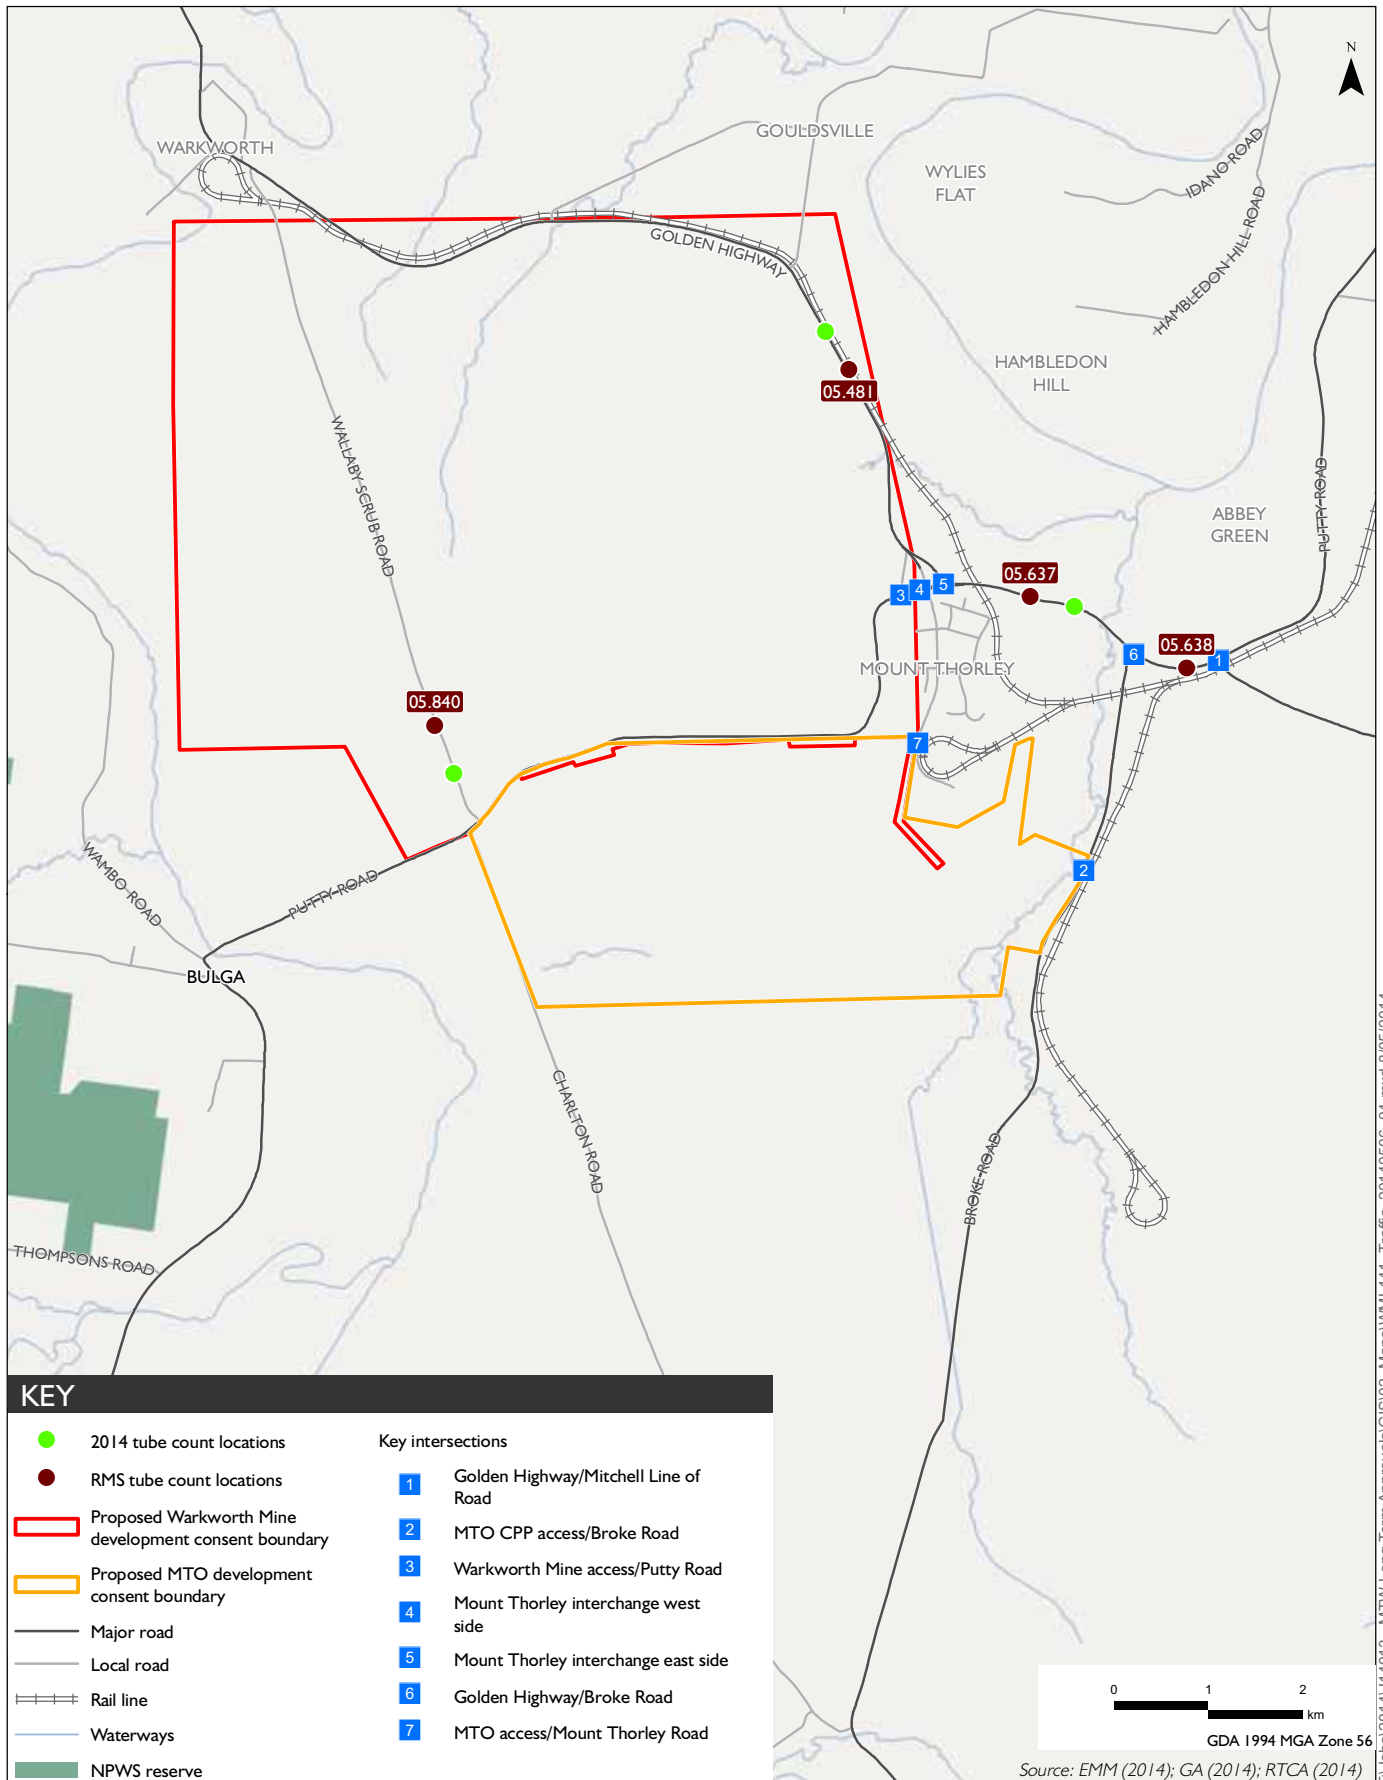 N
WARKWORTH
GOULDSVILLE
WYLIES
FLAT
IDANO ROAD
HAMBLEDON HILL ROAD
GOLDEN HIGHWAY
HAMBLEDON
HILL
05.481
WALLABY SCRUB ROAD
PUTTY ROAD
ABBEY
GREEN
05.637
3
4
5
05.638
6
1
MOUNT THORLEY
05.840
7
2
WAMBO ROAD
PUTTY ROAD
BULGA
CHARLTON ROAD
BROKE ROAD
THOMPSONS ROAD
KEY
2014 tube count locations
RMS tube count locations
Proposed Warkworth Mine
development consent boundary
Proposed MTO development
consent boundary
Major road
Local road
Rail line
Waterways
NPWS reserve
Key intersections
1
Golden Highway/Mitchell Line of
Road
2
MTO CPP access/Broke Road
3
Warkworth Mine access/Putty Road
4
Mount Thorley interchange west
side
5
Mount Thorley interchange east side
6
Golden Highway/Broke Road
7
MTO access/Mount Thorley Road
0 1 2
km
GDA 1994 MGA Zone 56
Source: EMM (2014); GA (2014); RTCA (2014)